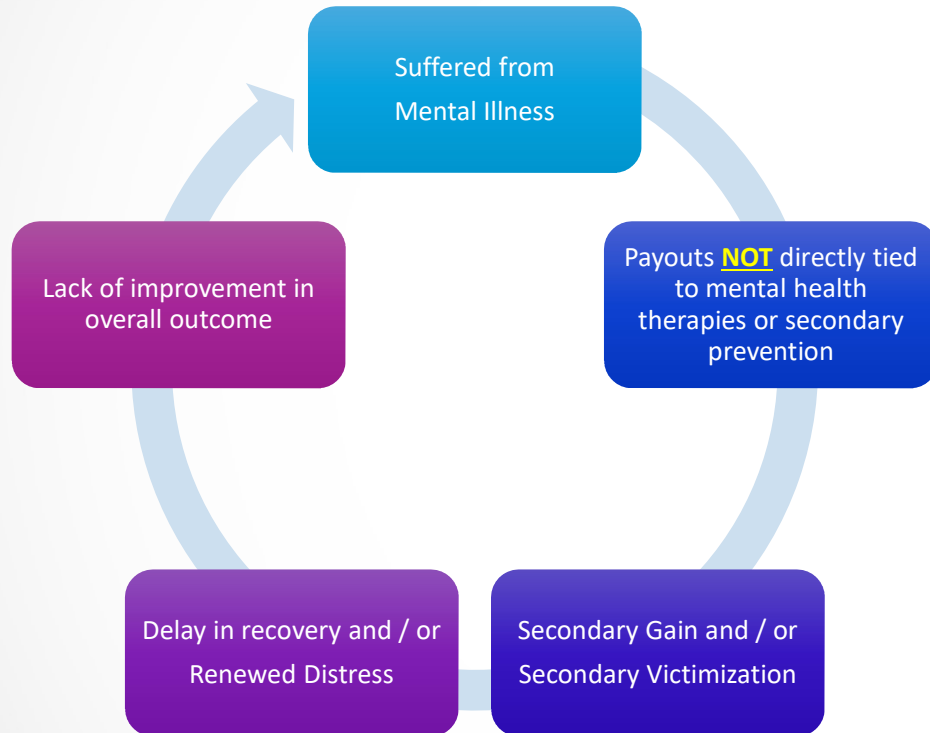 Suffered from
Mental Illness
Payouts NOT directly tied
to mental health
therapies or secondary
prevention
Secondary Gain and / or
Secondary Victimization
Delay in recovery and / or
Renewed Distress
Lack of improvement in
overall outcome